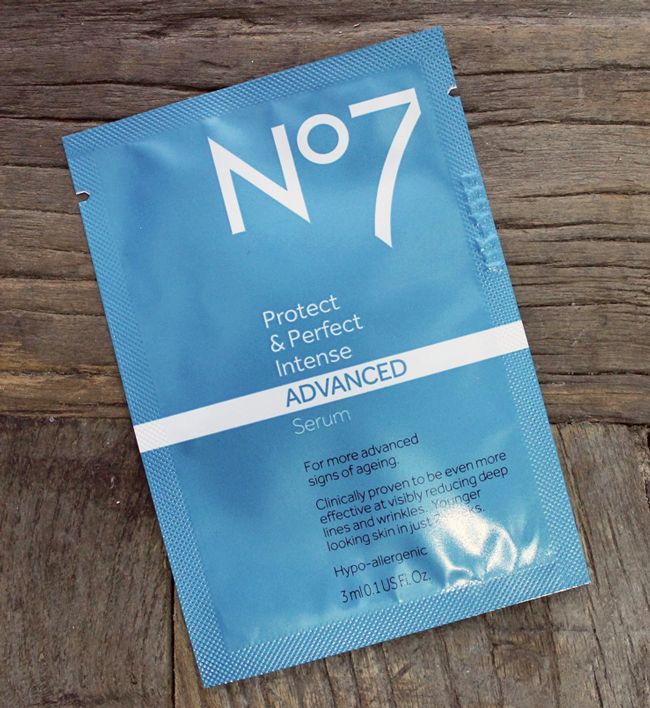 No7
Protect
& Perfect
Intense
ADVANCED
Serum
For more advanced
signs of ageing.
Clinically proven to be even more
effective at visibly reducing deep
lines and wrinkles. Younger
looking skin in just
Hypo-allergenic
3 ml 0.1 US Fl. Oz.